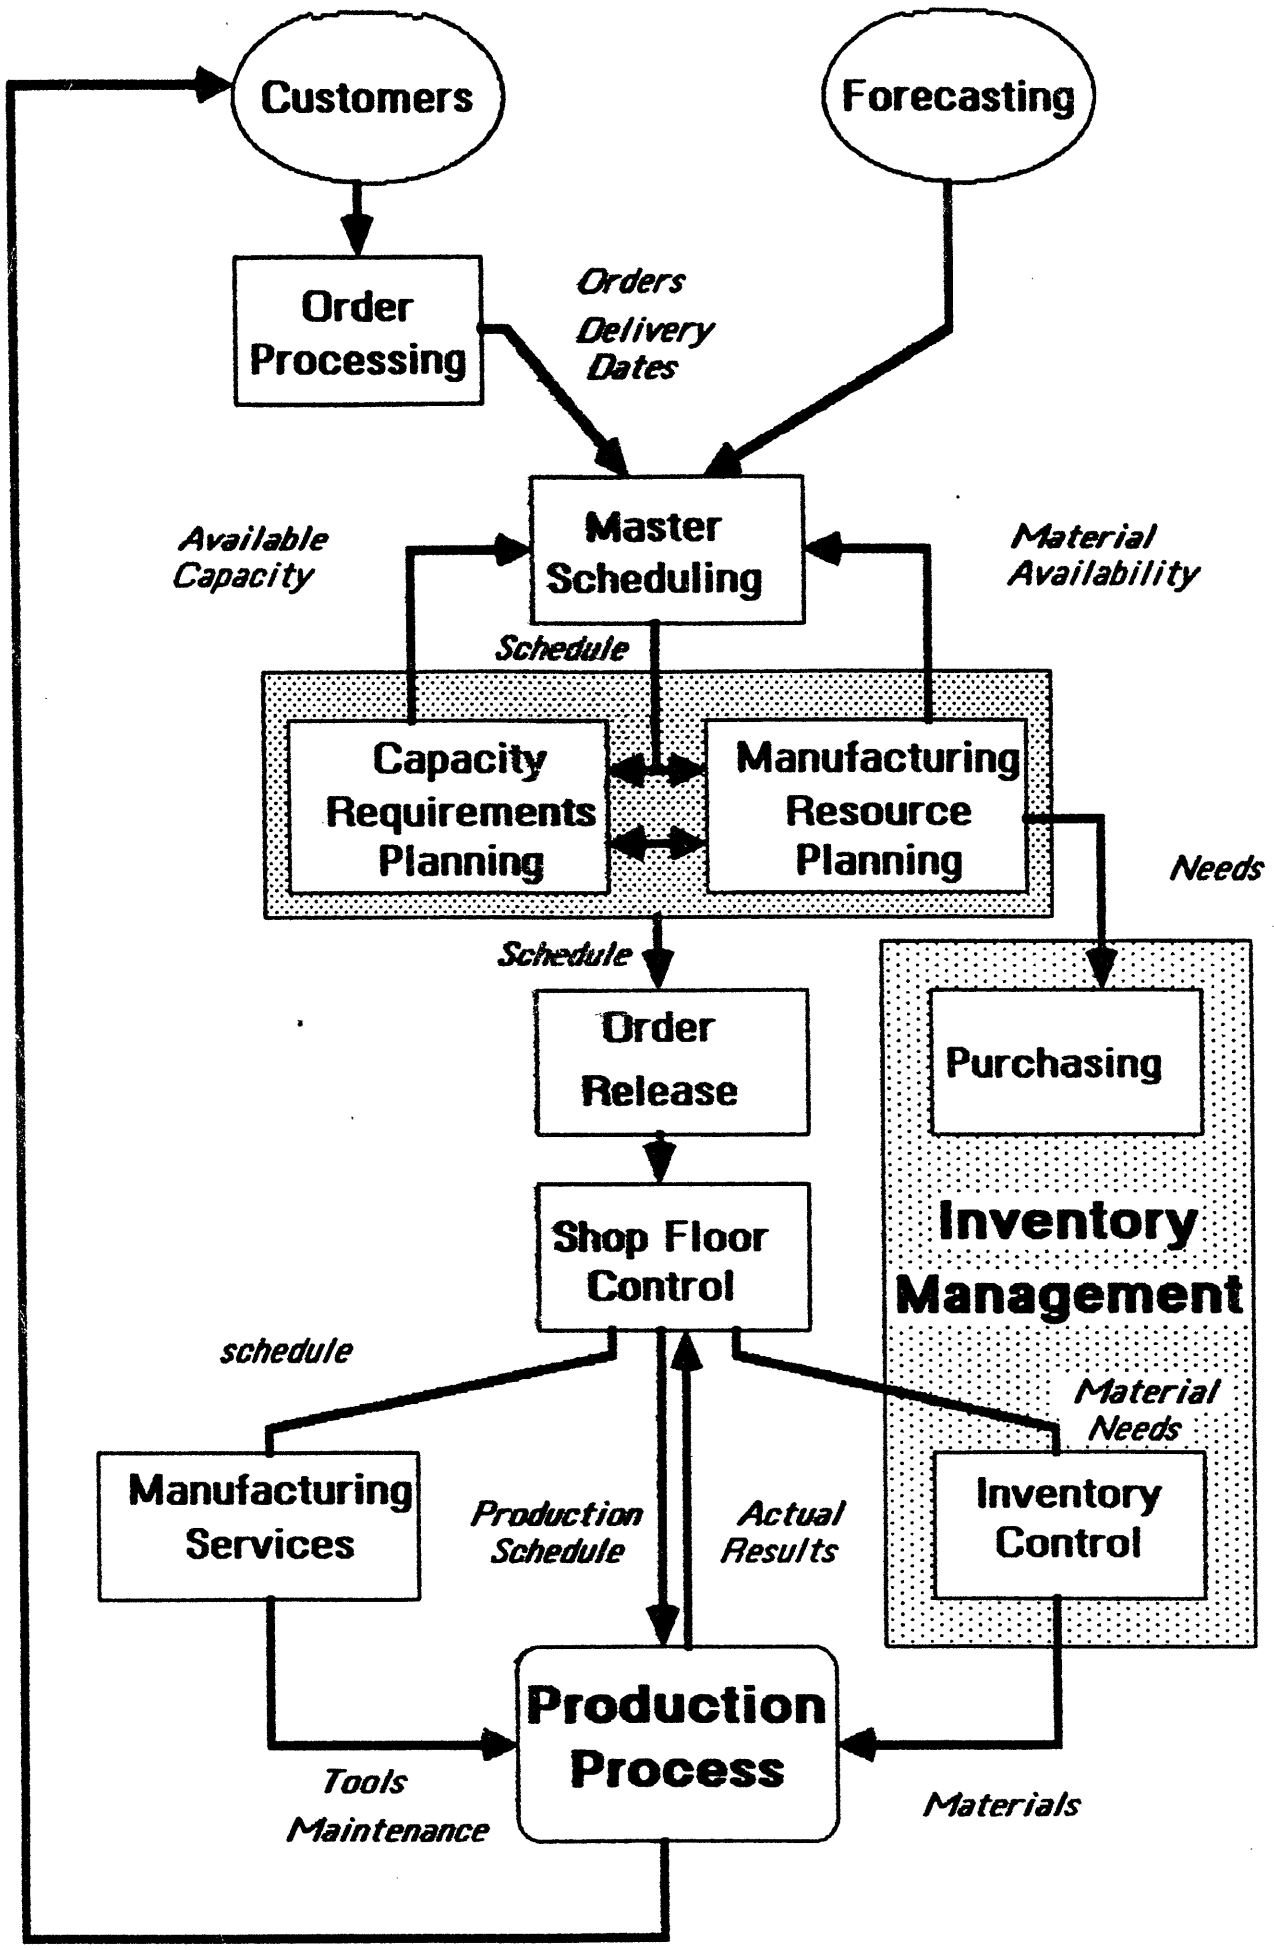 Customers
Forecasting
Order
Processing
Orders
Delivery
Dates
Master
Scheduling
Available
Capacity
Material
Availability
Schedule
Capacity
Requirements
Planning
Manufacturing
Resource
Planning
Needs
Schedule
Order
Release
Purchasing
Inventory
Management
Shop Floor
Control
schedule
Material
Needs
Manufacturing
Services
Production
Schedule
Actual
Results
Inventory
Control
Production
Process
Tools
Maintenance
Materials